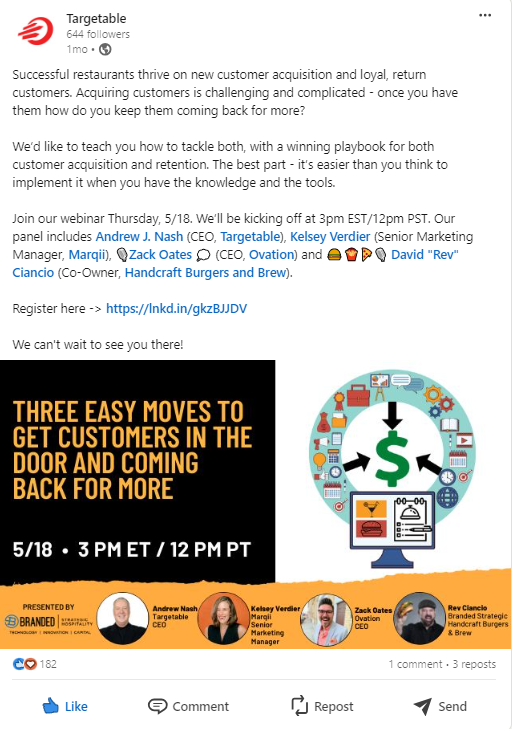 Targetable
644 followers
1mo •
Successful restaurants thrive on new customer acquisition and loyal, return
customers. Acquiring customers is challenging and complicated - once you have
them how do you keep them coming back for more?
We'd like to teach you how to tackle both, with a winning playbook for both
customer acquisition and retention. The best part - it's easier than you think to
implement it when you have the knowledge and the tools.
Join our webinar Thursday, 5/18. We'll be kicking off at 3pm EST/12pm PST. Our
panel includes Andrew J. Nash (CEO, Targetable), Kelsey Verdier (Senior Marketing
Manager, Marqii), 🎙Zack Oates 💭 (CEO, Ovation) and 🍔🍟🍕🎙 David "Rev"
Ciancio (Co-Owner, Handcraft Burgers and Brew).
Register here -> https://lnkd.in/gkzBJJDV
We can't wait to see you there!
THREE EASY MOVES TO
GET CUSTOMERS IN THE
DOOR AND COMING
BACK FOR MORE
5/18 • 3 PM ET / 12 PM PT
PRESENTED BY
BRANDED STRATEGIC HOSPITALITY
TECHNOLOGY | INNOVATION | CAPITAL
Andrew Nash
Targetable
CEO
Kelsey Verdier
Marqii
Senior
Marketing
Manager
Zack Oates
Ovation
CEO
Rev Ciancio
Branded Strategic
Handcraft Burgers
& Brew
182
1 comment • 3 reposts
Like
Comment
Repost
Send